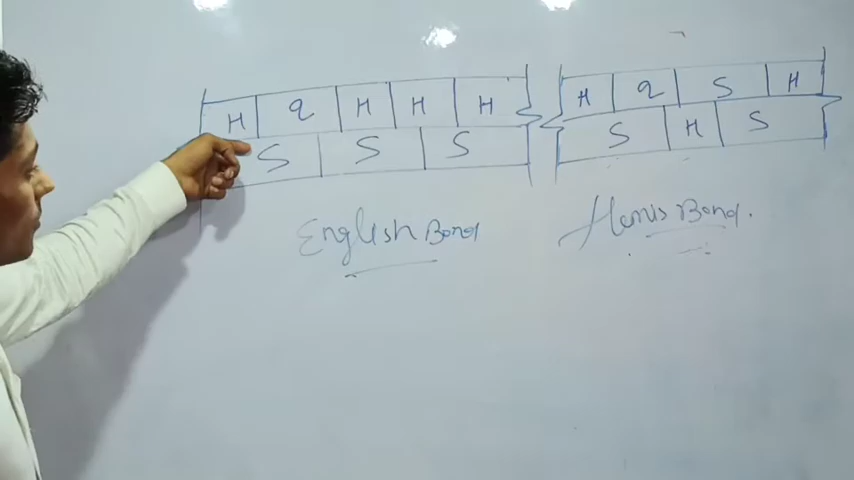 H Q H H H
S S S
English Bond
H Q S H
S H S
Flemis Bond.